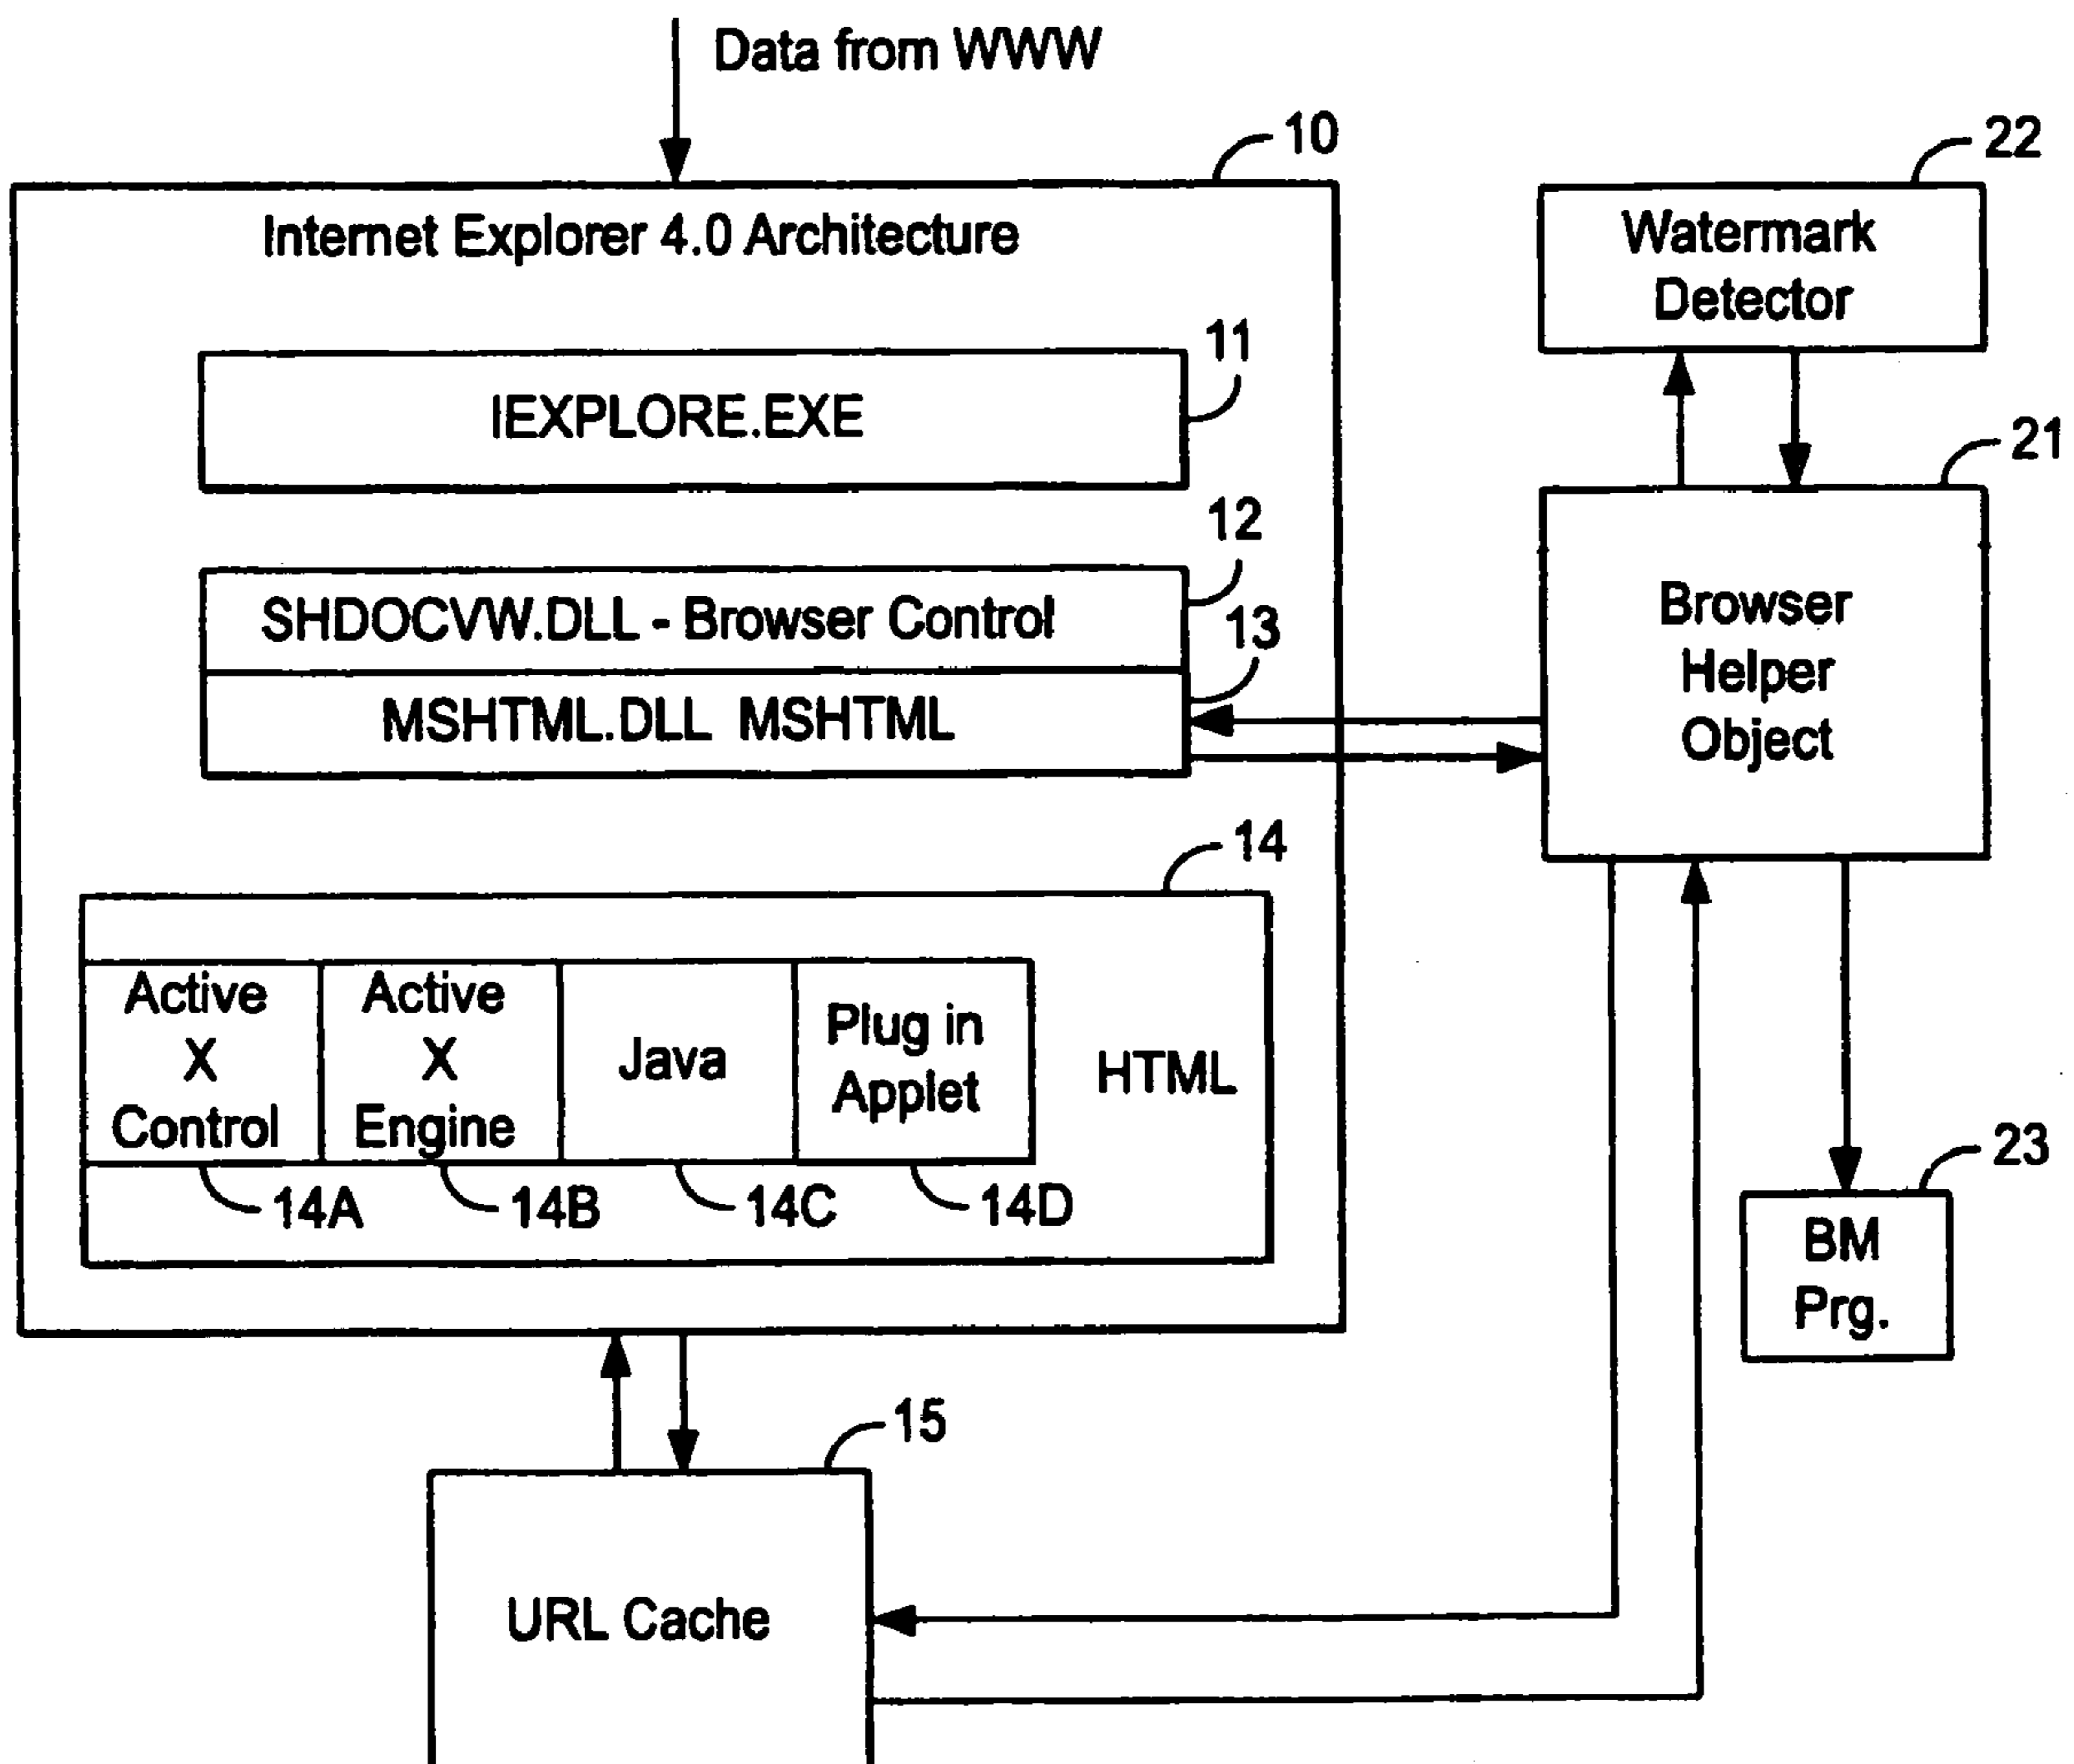 Data from WWW
10
Internet Explorer 4.0 Architecture
11
IEXPLORE.EXE
12
SHDOCVW.DLL - Browser Control
13
MSHTML.DLL MSHTML
14
Active
X
Control
Active
X
Engine
Java
Plug in
Applet
HTML
14A
14B
14C
14D
15
URL Cache
22
Watermark
Detector
21
Browser
Helper
Object
23
BM
Prg.